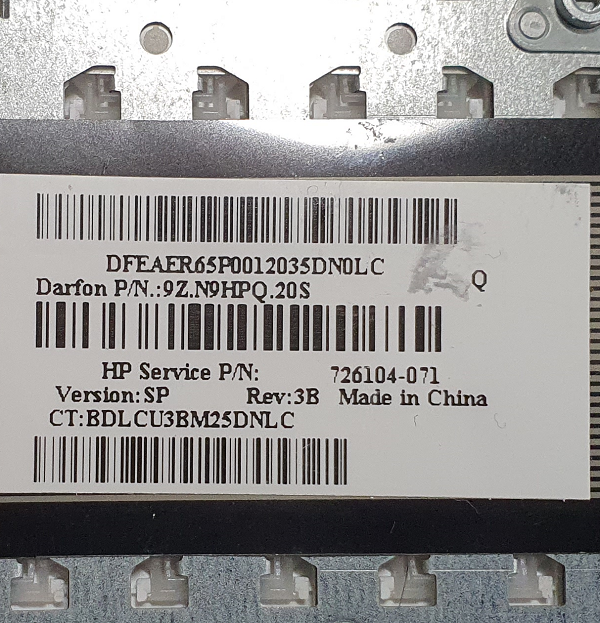 DFEAER65P0012035DN0LC
Q
Darfon P/N.:9Z.N9HPQ.20S
HP Service P/N: 726104-071
Version:SP Rev:3B Made in China
CT:BDLCU3BM25DNLC